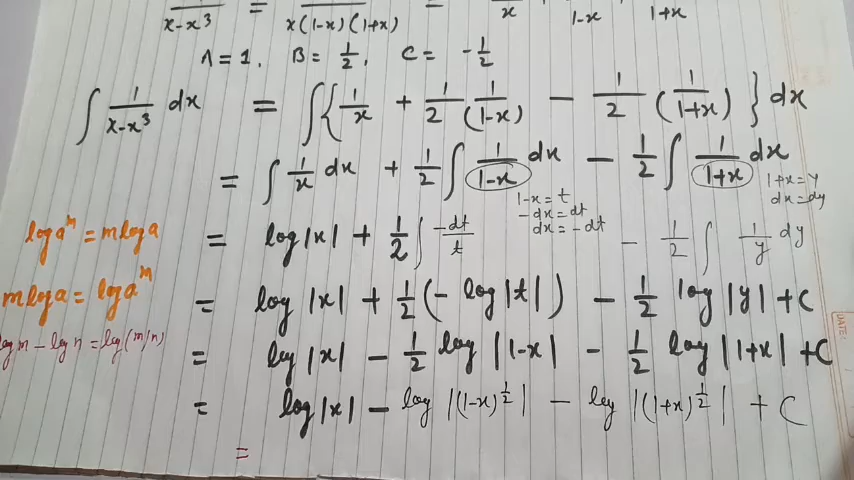 1/(x-x³) = 1/(x(1-x)(1+x)) = x 1-x 1+x
A = 1, B = 1/2, C = -1/2
∫ 1/(x-x³) dx = ∫{ 1/x + 1/2 (1/(1-x)) - 1/2 (1/(1+x)) } dx
= ∫ 1/x dx + 1/2 ∫ 1/(1-x) dx - 1/2 ∫ 1/(1+x) dx
1-x = t
-dx = dt
dx = -dt
1+x = y
dx = dy
log aᵐ = m log a
= log|x| + 1/2 ∫ -dt/t - 1/2 ∫ 1/y dy
m log a = log aᵐ
= log|x| + 1/2 (-log|t|) - 1/2 log|y| + C
log m - log n = log(m/n)
= log|x| - 1/2 log|1-x| - 1/2 log|1+x| + C
= log|x| - log|(1-x)^(1/2)| - log|(1+x)^(1/2)| + C
=
DATE: